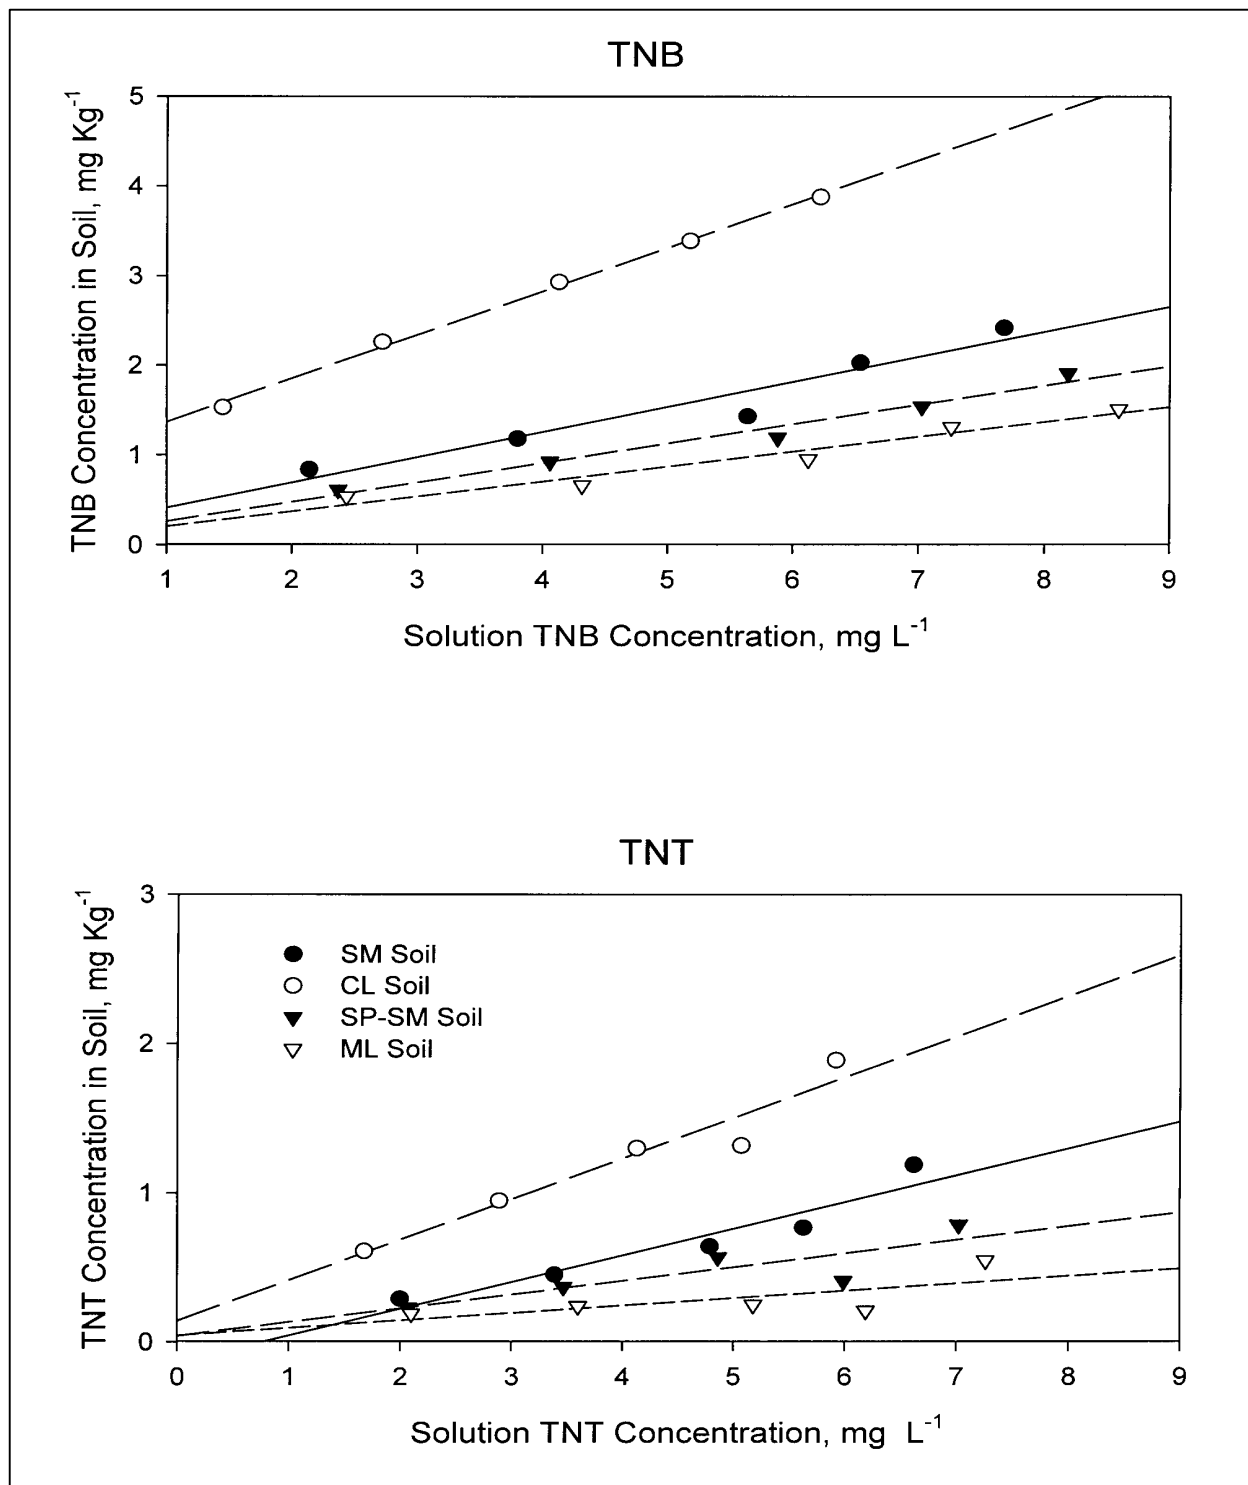 TNB
TNB Concentration in Soil, mg Kg⁻¹
5
4
3
2
1
0
1 2 3 4 5 6 7 8 9
Solution TNB Concentration, mg L⁻¹
TNT
TNT Concentration in Soil, mg Kg⁻¹
3
2
1
0
SM Soil
CL Soil
SP-SM Soil
ML Soil
0 1 2 3 4 5 6 7 8 9
Solution TNT Concentration, mg L⁻¹